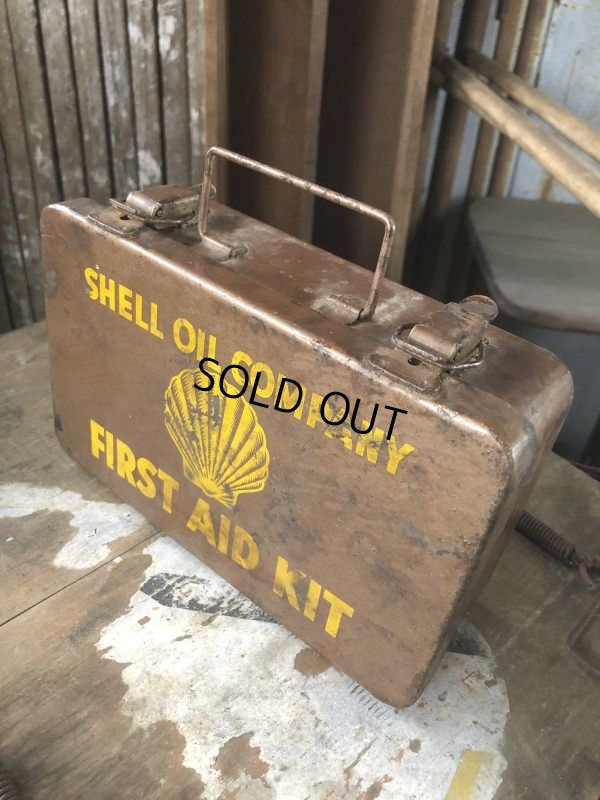 SHELL OIL COMPANY
SOLD OUT
FIRST AID KIT